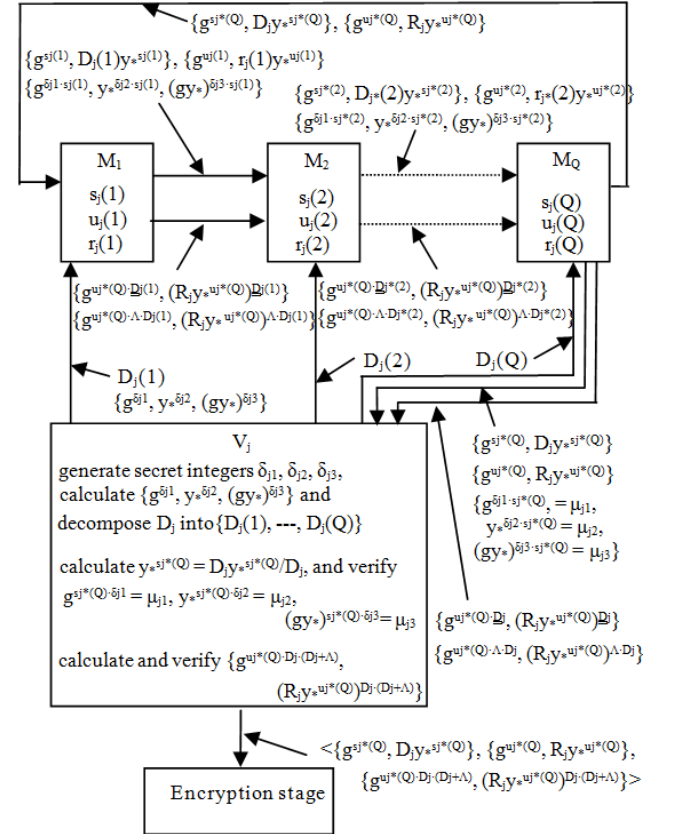 {g^sj*(Q), D_jy*^sj*(Q)}, {g^uj*(Q), R_jy*^uj*(Q)}
{g^sj(1), D_j(1)y*^sj(1)}, {g^uj(1), r_j(1)y*^uj(1)}
{g^δj1·sj(1), y*^δj2·sj(1), (gy*)^δj3·sj(1)}
{g^sj*(2), D_j*(2)y*^sj*(2)}, {g^uj*(2), r_j*(2)y*^uj*(2)}
{g^δj1·sj*(2), y*^δj2·sj*(2), (gy*)^δj3·sj*(2)}
M_1
s_j(1)
u_j(1)
r_j(1)
M_2
s_j(2)
u_j(2)
r_j(2)
M_Q
s_j(Q)
u_j(Q)
r_j(Q)
{g^uj*(Q)·D̲j(1), (R_jy*^uj*(Q))^D̲j(1)}
{g^uj*(Q)·Λ·Dj(1), (R_jy*^uj*(Q))^Λ·Dj(1)}
{g^uj*(Q)·D̲j*(2), (R_jy*^uj*(Q))^D̲j*(2)}
{g^uj*(Q)·Λ·Dj*(2), (R_jy*^uj*(Q))^Λ·Dj*(2)}
D_j(1)
{g^δj1, y*^δj2, (gy*)^δj3}
D_j(2)
D_j(Q)
V_j
generate secret integers δ_j1, δ_j2, δ_j3,
calculate {g^δj1, y*^δj2, (gy*)^δj3} and
decompose D_j into{D_j(1), ---, D_j(Q)}
calculate y*^sj*(Q) = D_jy*^sj*(Q)/D_j, and verify
g^sj*(Q)·δj1 = μ_j1, y*^sj*(Q)·δj2 = μ_j2,
(gy*)^sj*(Q)·δj3 = μ_j3
calculate and verify {g^uj*(Q)·Dj·(Dj+Λ),
(R_jy*^uj*(Q))^Dj·(Dj+Λ)}
{g^sj*(Q), D_jy*^sj*(Q)}
{g^uj*(Q), R_jy*^uj*(Q)}
{g^δj1·sj*(Q), = μ_j1,
y*^δj2·sj*(Q) = μ_j2,
(gy*)^δj3·sj*(Q) = μ_j3}
{g^uj*(Q)·D̲j, (R_jy*^uj*(Q))^D̲j}
{g^uj*(Q)·Λ·Dj, (R_jy*^uj*(Q))^Λ·Dj}
<{g^sj*(Q), D_jy*^sj*(Q)}, {g^uj*(Q), R_jy*^uj*(Q)},
{g^uj*(Q)·Dj·(Dj+Λ), (R_jy*^uj*(Q))^Dj·(Dj+Λ)}>
Encryption stage